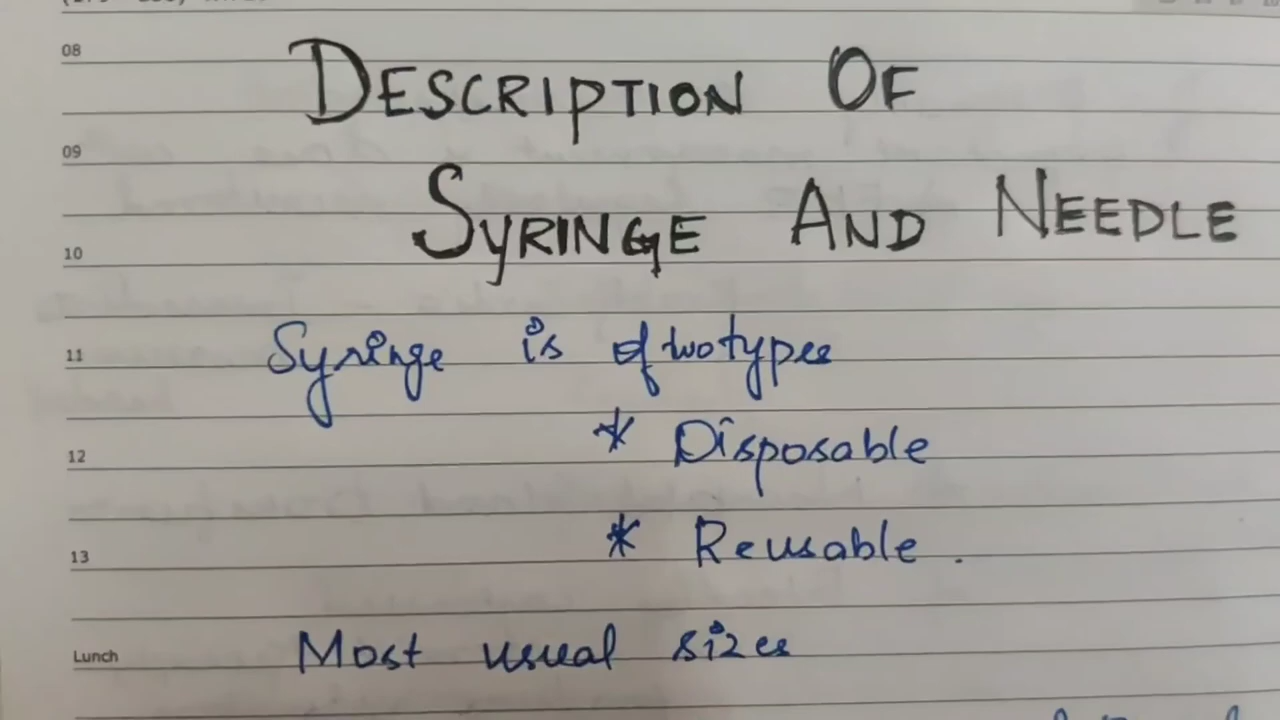 08
DESCRIPTION OF
09
SYRINGE AND NEEDLE
10
11 Syringe is of two types
12 * Disposable
13 * Reusable .
Lunch Most usual sizes